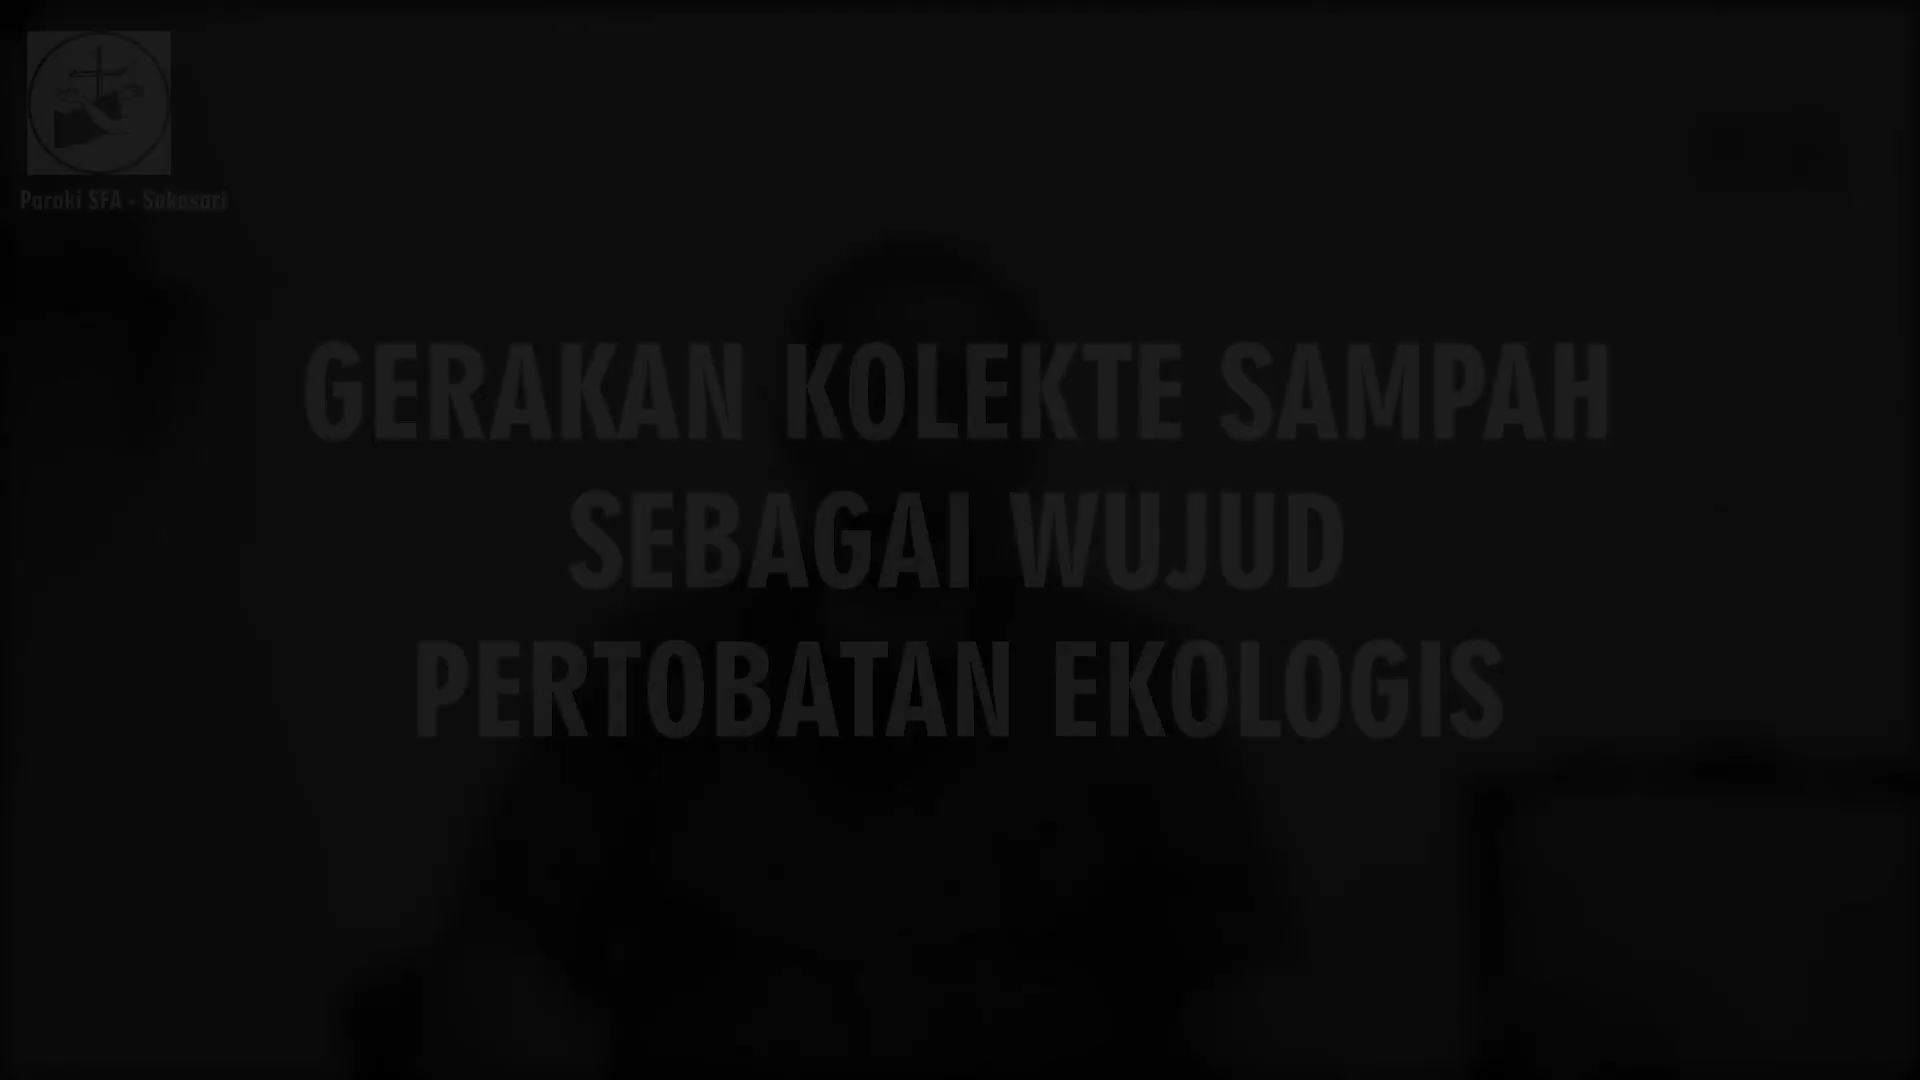 Paroki SFA - Sukasari
GERAKAN KOLEKTE SAMPAH
SEBAGAI WUJUD
PERTOBATAN EKOLOGIS